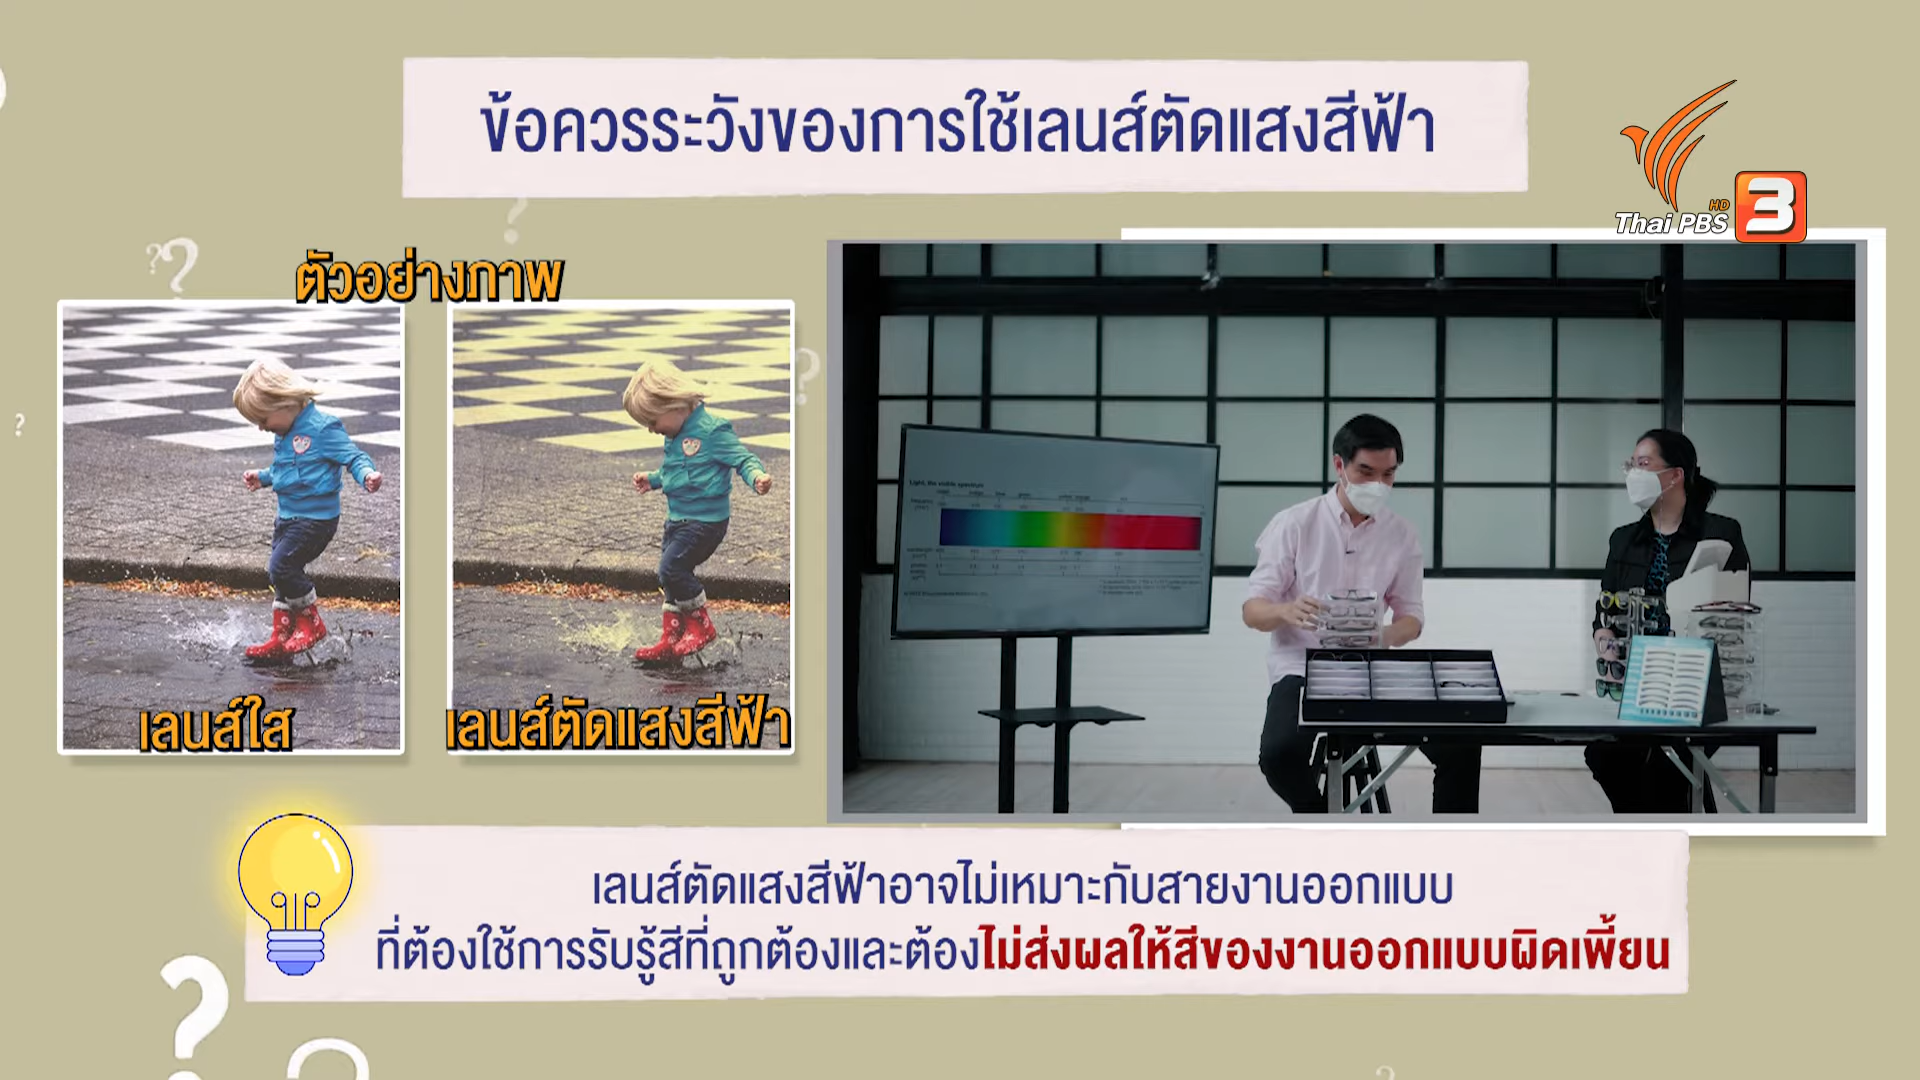 ข้อควรระวังของการใช้เลนส์ตัดแสงสีฟ้า
Thai PBS
HD
3
ตัวอย่างภาพ
เลนส์ใส
เลนส์ตัดแสงสีฟ้า
Light, the visible spectrum
เลนส์ตัดแสงสีฟ้าอาจไม่เหมาะกับสายงานออกแบบ
ที่ต้องใช้การรับรู้สีที่ถูกต้องและต้องไม่ส่งผลให้สีของงานออกแบบผิดเพี้ยน